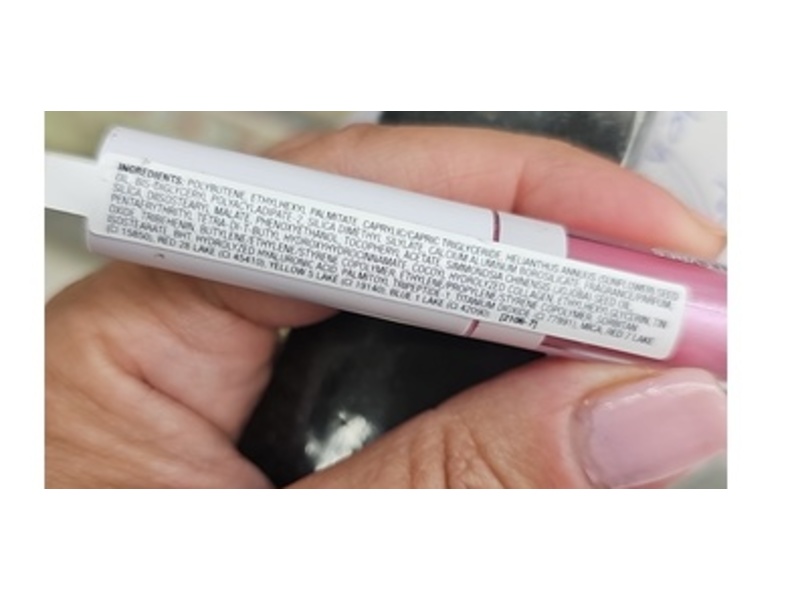 INGREDIENTS: POLYBUTENE, ETHYLHEXYL PALMITATE, CAPRYLIC/CAPRIC TRIGLYCERIDE, HELIANTHUS ANNUUS (SUNFLOWER) SEED
OIL, BIS-DIGLYCERYL POLYACYLADIPATE-2, SILICA DIMETHYL SILYLATE, CALCIUM ALUMINUM BOROSILICATE, FRAGRANCE/PARFUM,
SILICA, DIISOSTEARYL MALATE, PHENOXYETHANOL, TOCOPHERYL ACETATE, SIMMONDSIA CHINENSIS SEED OIL,
PENTAERYTHRITYL TETRA-DI-T-BUTYL HYDROXYHYDROCINNAMATE, COCOYL HYDROLYZED COLLAGEN, ETHYLHEXYLGLYCERIN, TIN
OXIDE, TRIBEHENIN, BUTYLENE/ETHYLENE/STYRENE COPOLYMER, ETHYLENE/PROPYLENE/STYRENE COPOLYMER, SORBITAN
ISOSTEARATE, BHT, HYDROLYZED HYALURONIC ACID, PALMITOYL TRIPEPTIDE-1, TITANIUM DIOXIDE (CI 77891), MICA, RED 7 LAKE
(CI 15850), RED 28 LAKE (CI 45410), YELLOW 5 LAKE (CI 19140), BLUE 1 LAKE (CI 42090).